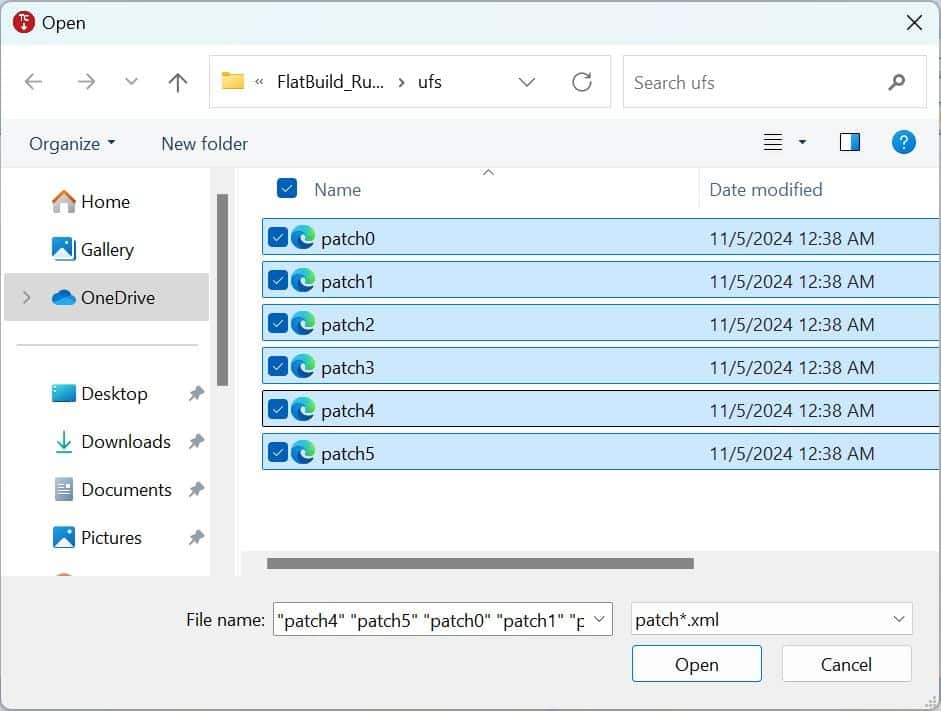 TC Open
« FlatBuild_Ru... > ufs
Search ufs
Organize New folder
?
Name Date modified
Home
Gallery
OneDrive
Desktop
Downloads
Documents
Pictures
patch0 11/5/2024 12:38 AM
patch1 11/5/2024 12:38 AM
patch2 11/5/2024 12:38 AM
patch3 11/5/2024 12:38 AM
patch4 11/5/2024 12:38 AM
patch5 11/5/2024 12:38 AM
File name: "patch4" "patch5" "patch0" "patch1" "p
patch*.xml
Open Cancel